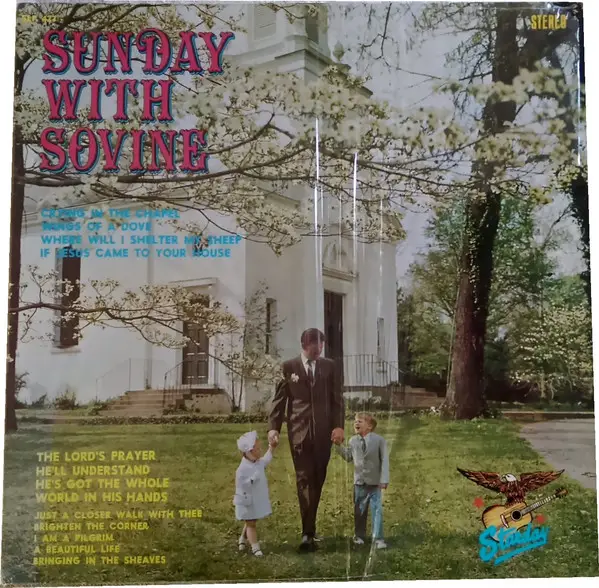 SUNDAY
WITH
SOVINE
STEREO
CRYING IN THE CHAPEL
WINGS OF A DOVE
WHERE WILL I SHELTER MY SHEEP
IF JESUS CAME TO YOUR HOUSE
THE LORD'S PRAYER
HE'LL UNDERSTAND
HE'S GOT THE WHOLE
WORLD IN HIS HANDS
JUST A CLOSER WALK WITH THEE
BRIGHTEN THE CORNER
I AM A PILGRIM
A BEAUTIFUL LIFE
BRINGING IN THE SHEAVES
Starday